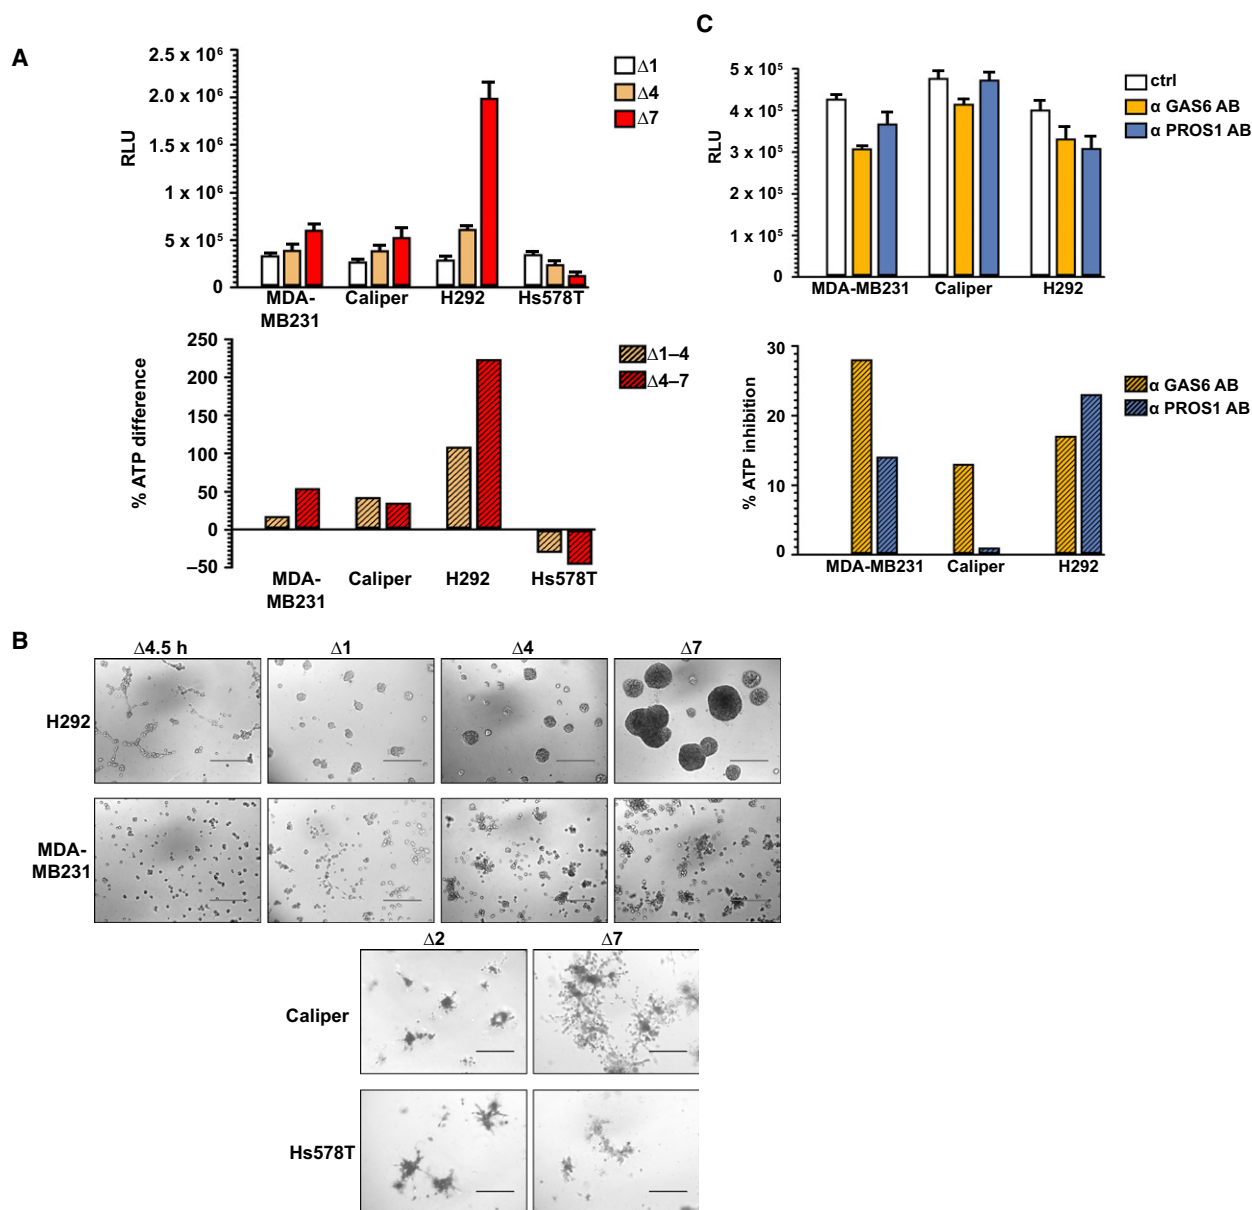 A
2.5 x 10⁶
2.0 x 10⁶
1.5 x 10⁶
1 x 10⁶
5 x 10⁵
0
RLU
Δ1
Δ4
Δ7
MDA-
MB231
Caliper
H292
Hs578T
250
200
150
100
50
0
–50
% ATP difference
Δ1–4
Δ4–7
MDA-
MB231
Caliper
H292
Hs578T
C
5 x 10⁵
4 x 10⁵
3 x 10⁵
2 x 10⁵
1 x 10⁵
0
RLU
ctrl
α GAS6 AB
α PROS1 AB
MDA-MB231
Caliper
H292
30
20
10
0
% ATP inhibition
α GAS6 AB
α PROS1 AB
MDA-MB231
Caliper
H292
B
Δ4.5 h
Δ1
Δ4
Δ7
H292
MDA-
MB231
Δ2
Δ7
Caliper
Hs578T